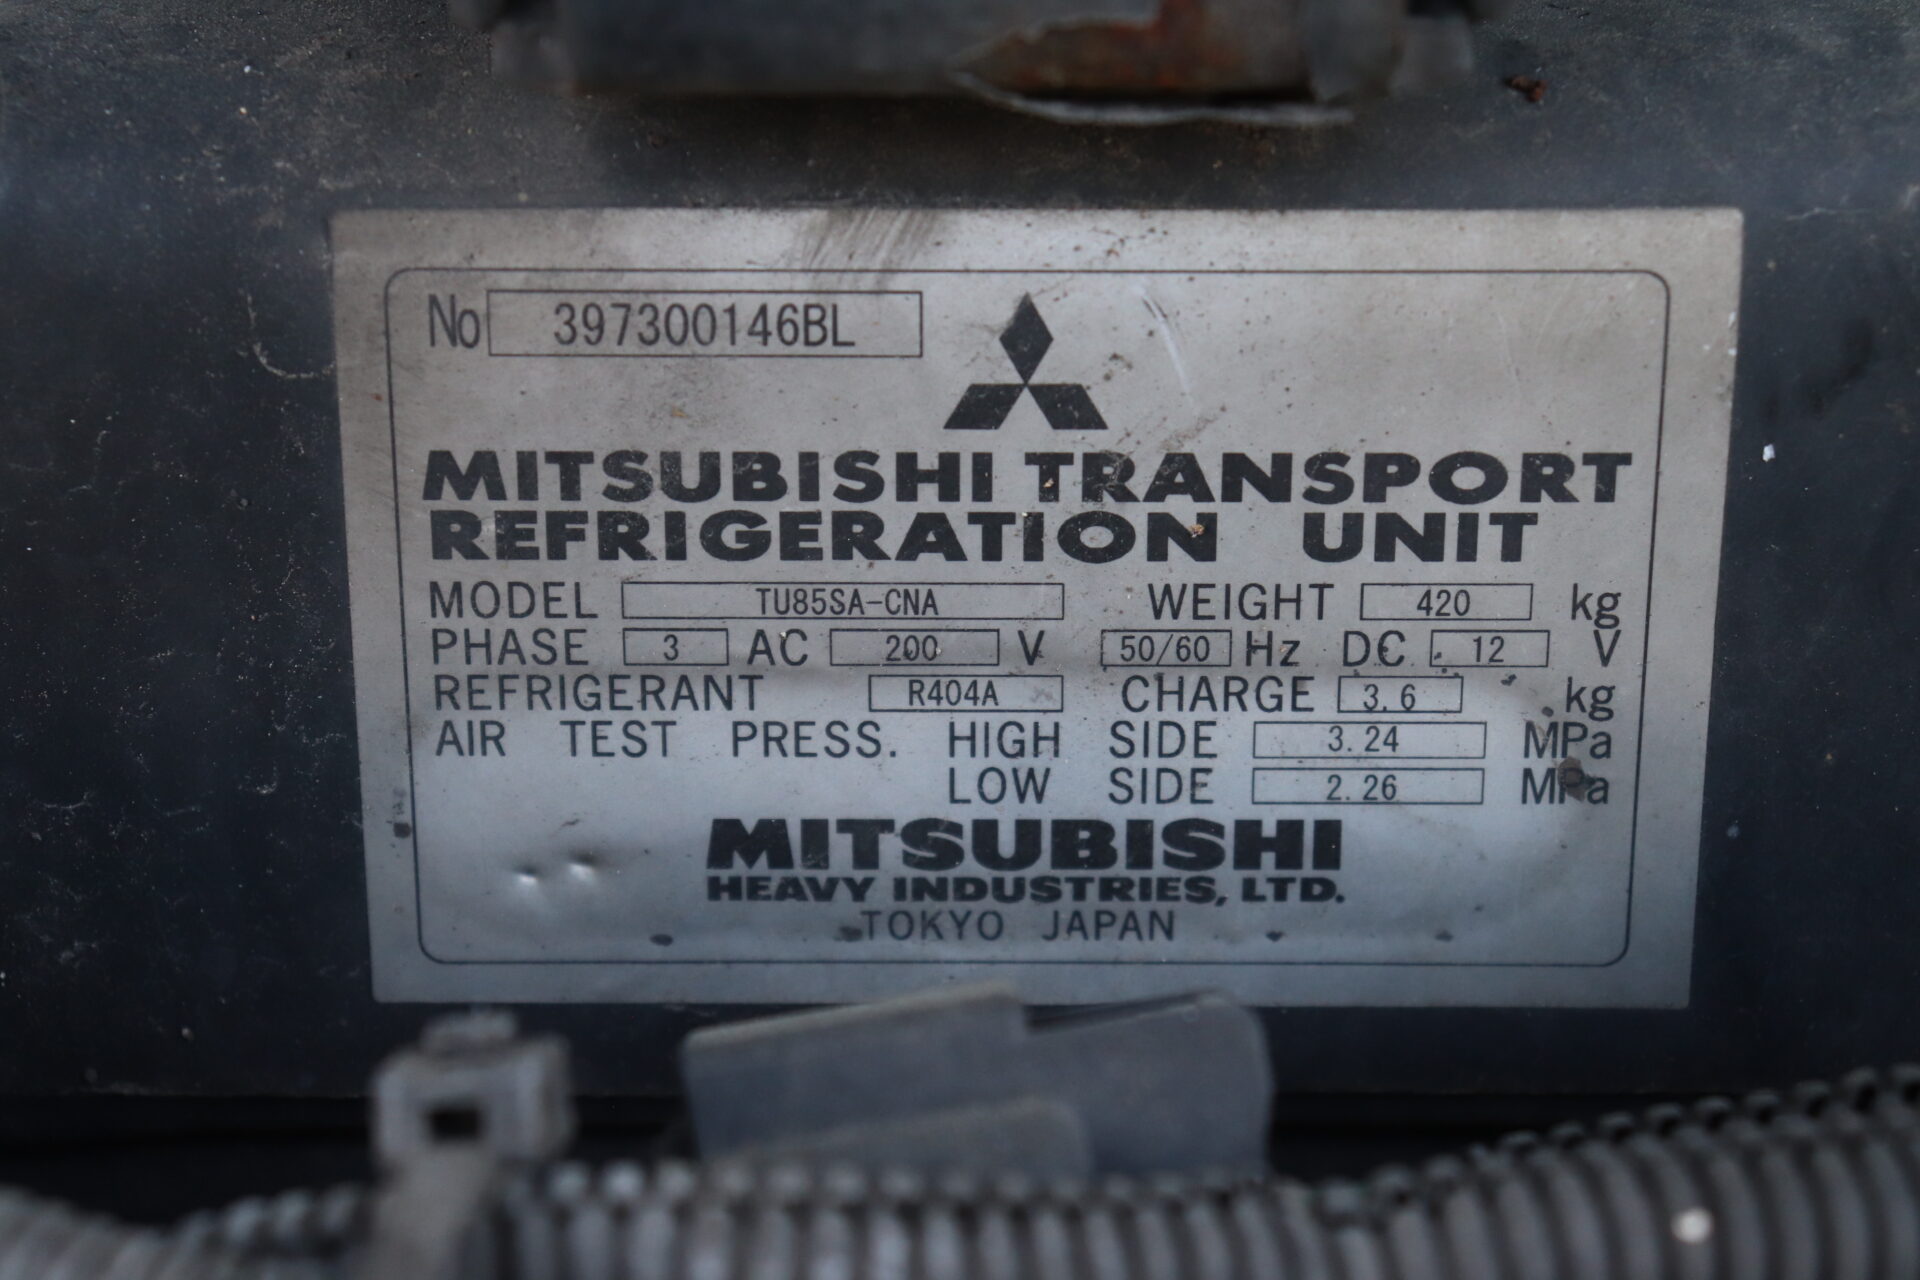 No 397300146BL
MITSUBISHI TRANSPORT
REFRIGERATION UNIT
MODEL TU85SA-CNA WEIGHT 420 kg
PHASE 3 AC 200 V 50/60 Hz DC 12 V
REFRIGERANT R404A CHARGE 3.6 kg
AIR TEST PRESS. HIGH SIDE 3.24 MPa
LOW SIDE 2.26 MPa
MITSUBISHI
HEAVY INDUSTRIES, LTD.
TOKYO JAPAN